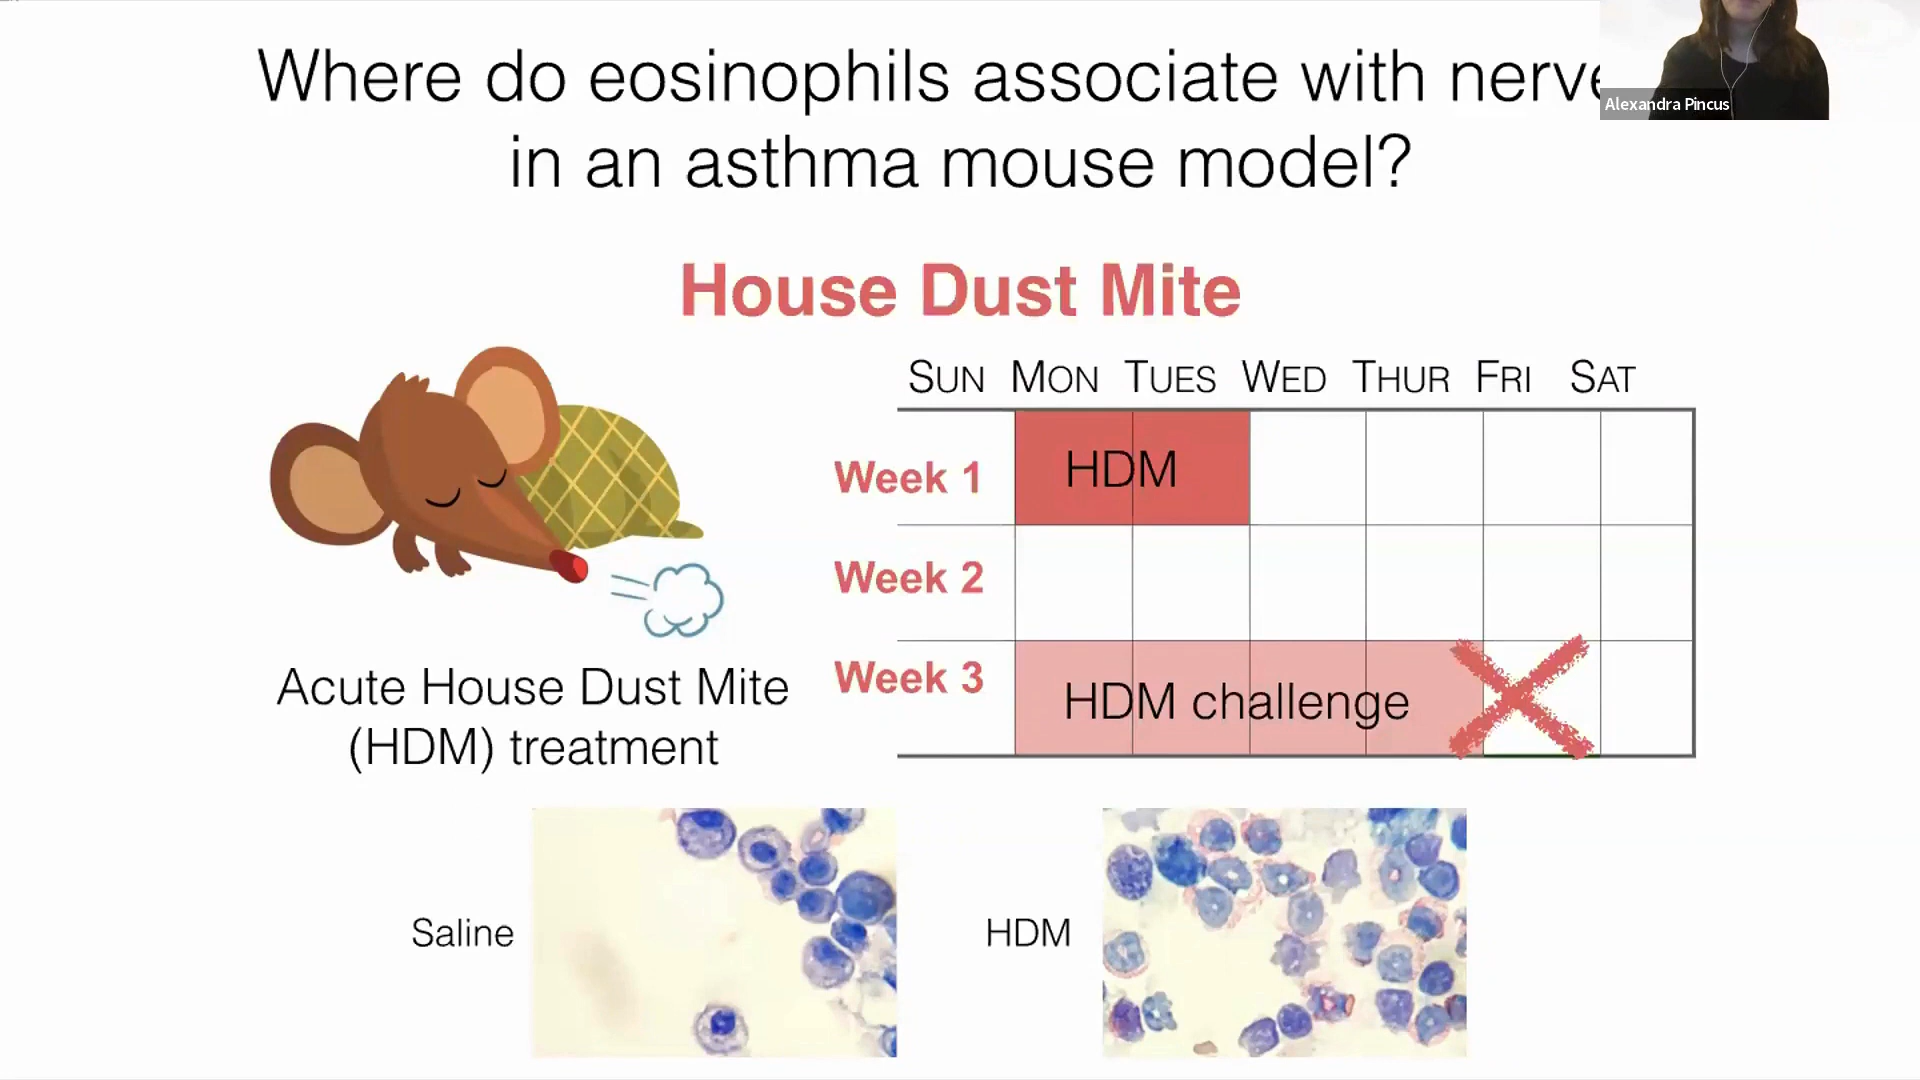 Where do eosinophils associate with nerve
in an asthma mouse model?
Alexandra Pincus
House Dust Mite
SUN MON TUES WED THUR FRI SAT
Week 1 HDM
Week 2
Week 3 HDM challenge
Acute House Dust Mite
(HDM) treatment
Saline
HDM